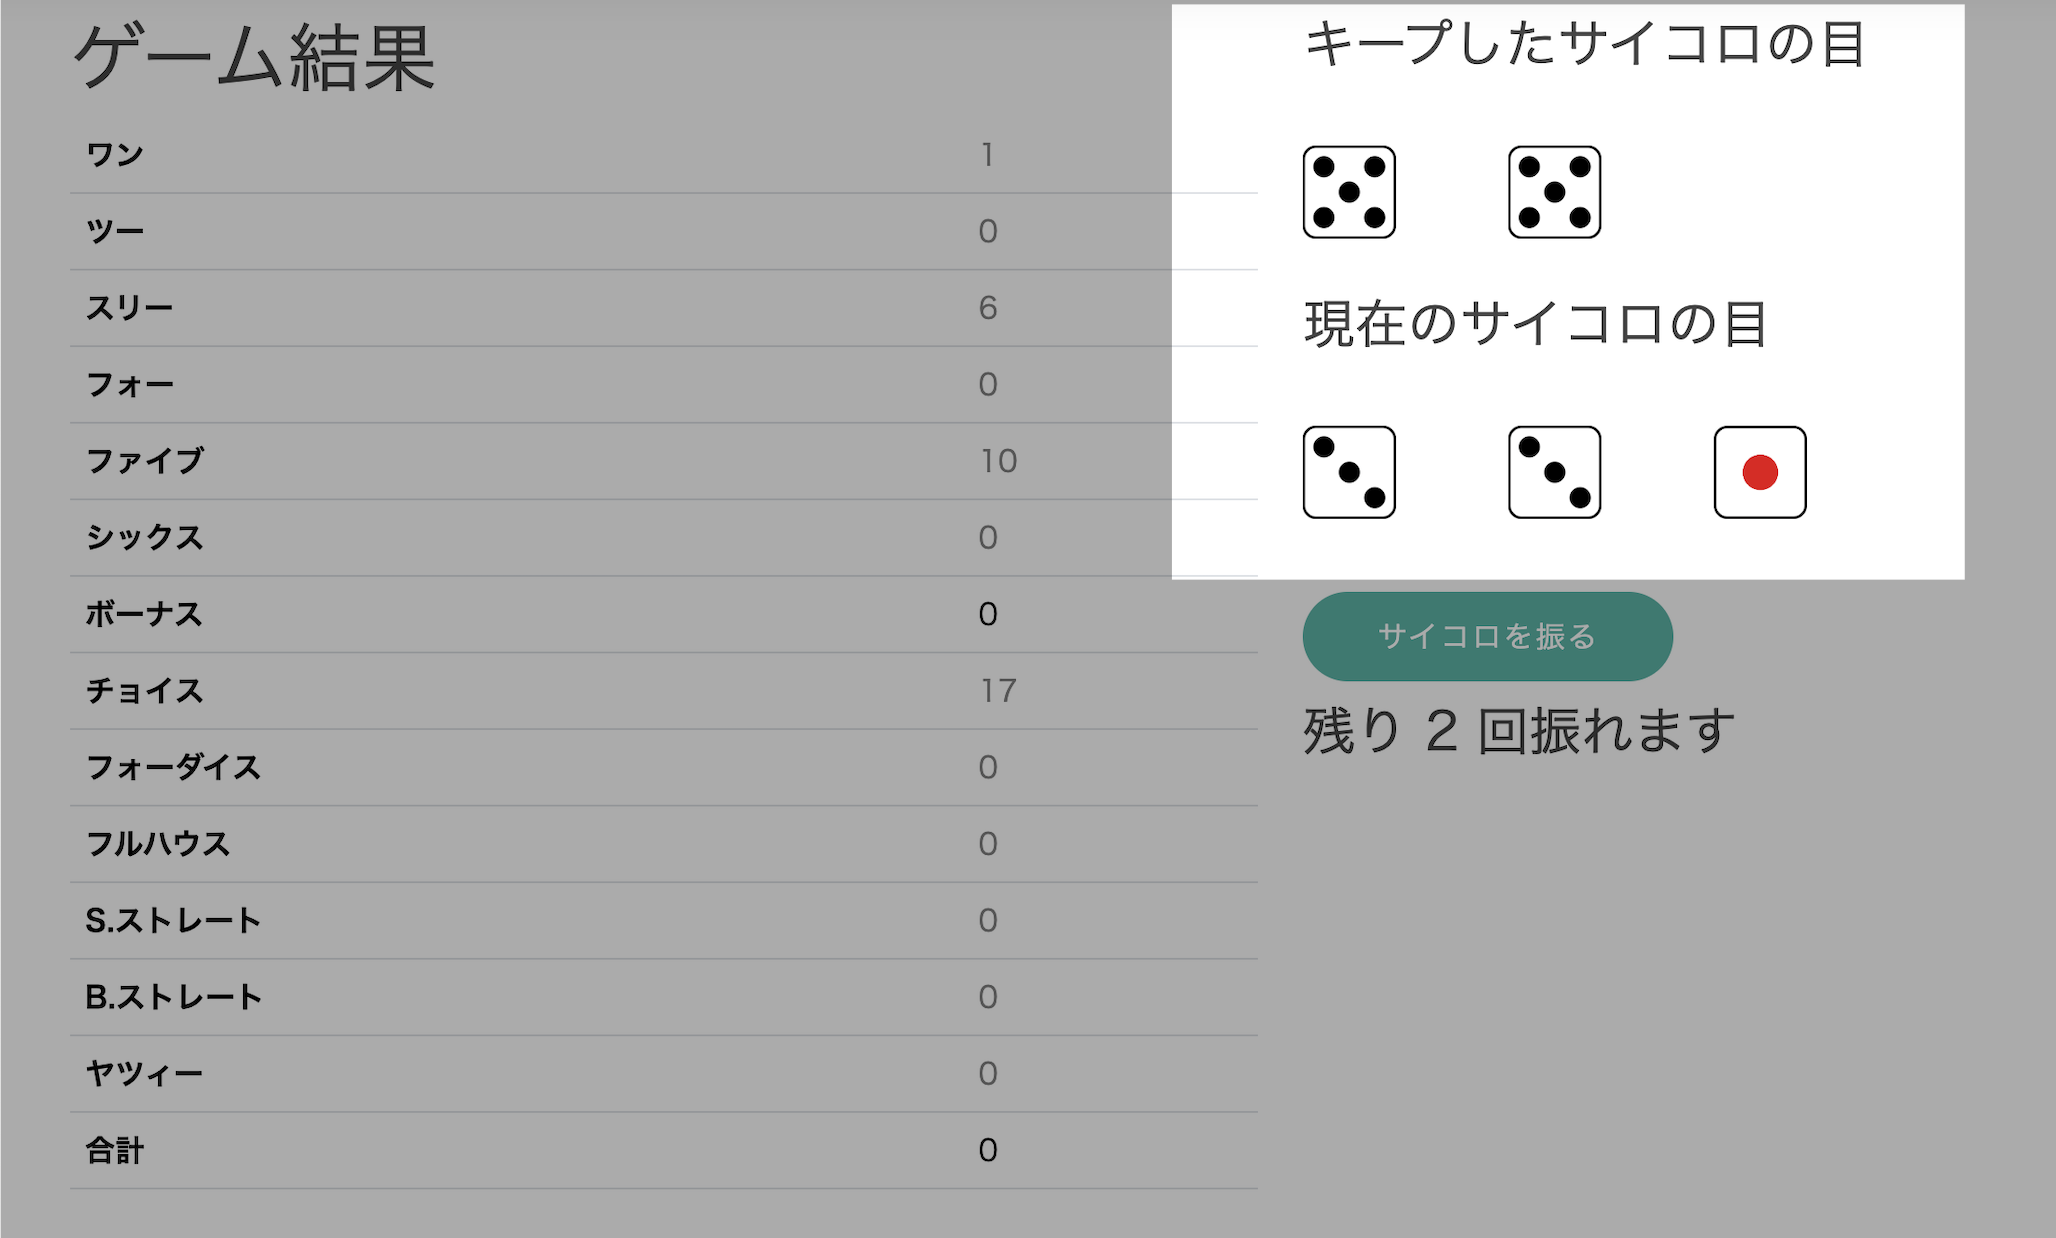 ゲーム結果
ワン 1
ツー 0
スリー 6
フォー 0
ファイブ 10
シックス 0
ボーナス 0
チョイス 17
フォーダイス 0
フルハウス 0
S.ストレート 0
B.ストレート 0
ヤツィー 0
合計 0
キープしたサイコロの目
現在のサイコロの目
サイコロを振る
残り 2 回振れます